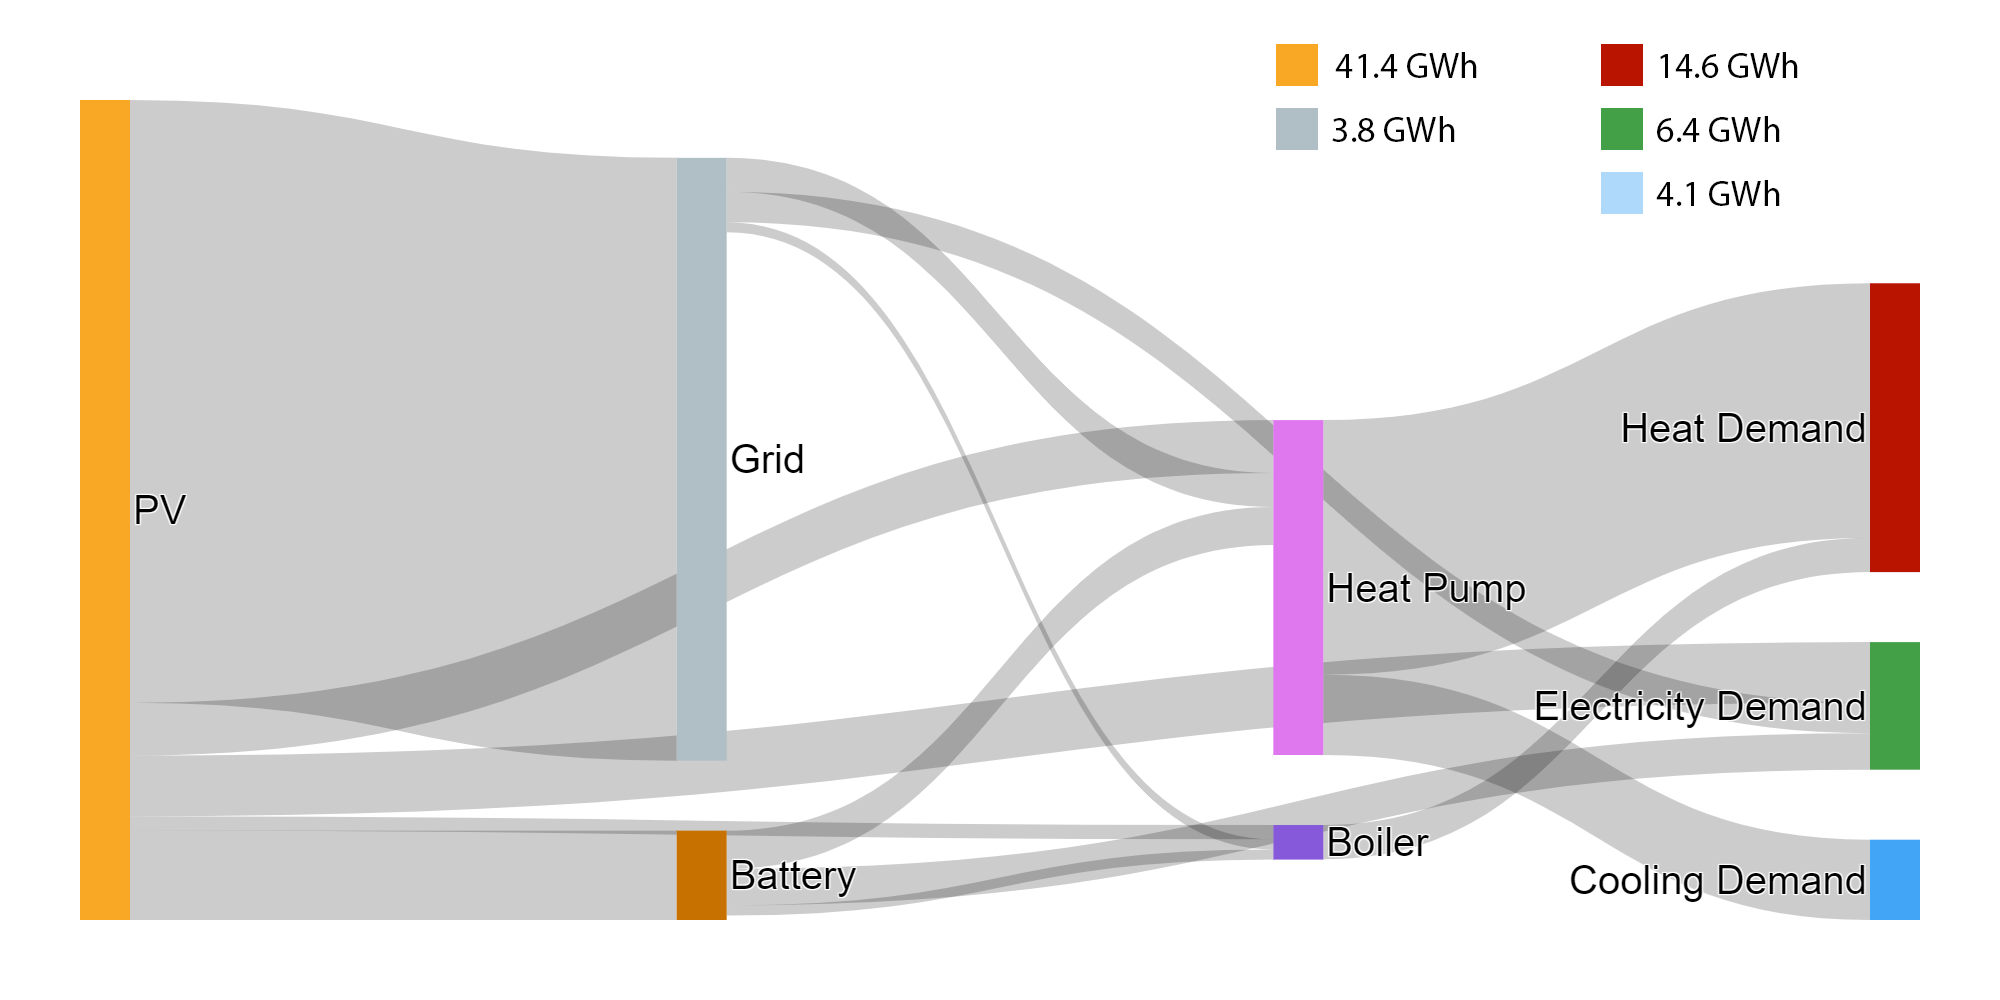 41.4 GWh
14.6 GWh
3.8 GWh
6.4 GWh
4.1 GWh
Heat Demand
Grid
PV
Heat Pump
Electricity Demand
Boiler
Battery
Cooling Demand